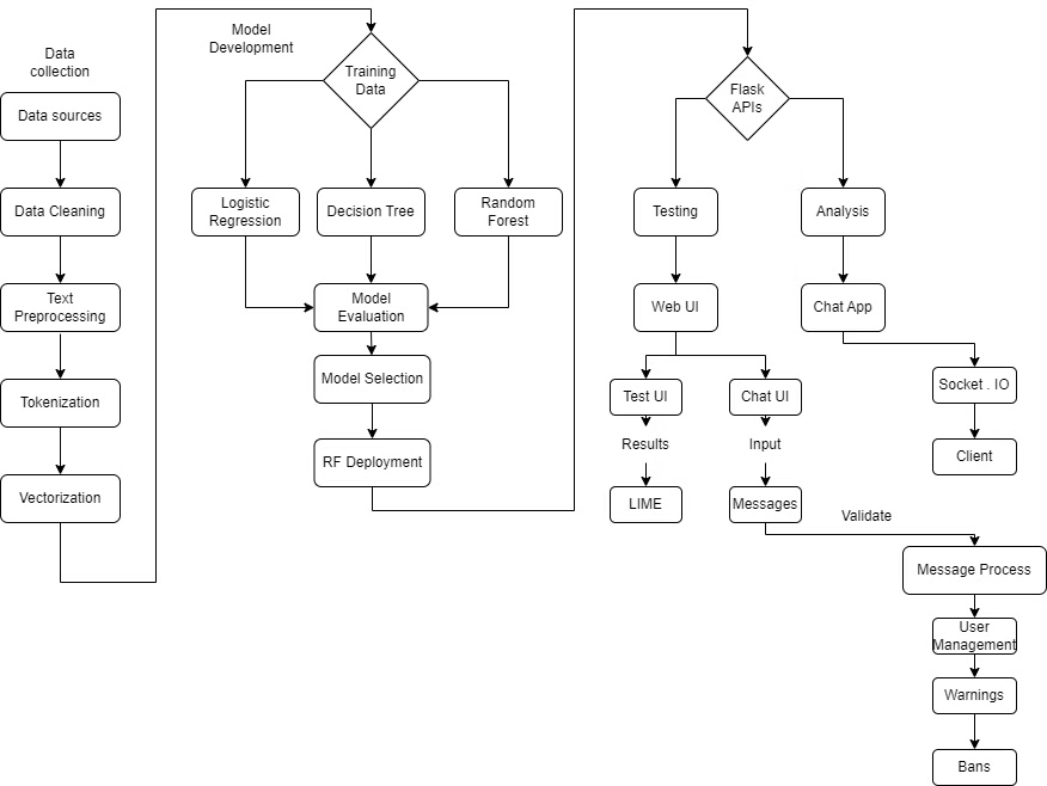 Data
collection
Data sources
Data Cleaning
Text
Preprocessing
Tokenization
Vectorization
Model
Development
Training
Data
Logistic
Regression
Decision Tree
Random
Forest
Model
Evaluation
Model Selection
RF Deployment
Flask
APIs
Testing
Analysis
Web UI
Chat App
Test UI
Chat UI
Socket . IO
Results
Input
Client
LIME
Messages
Validate
Message Process
User
Management
Warnings
Bans